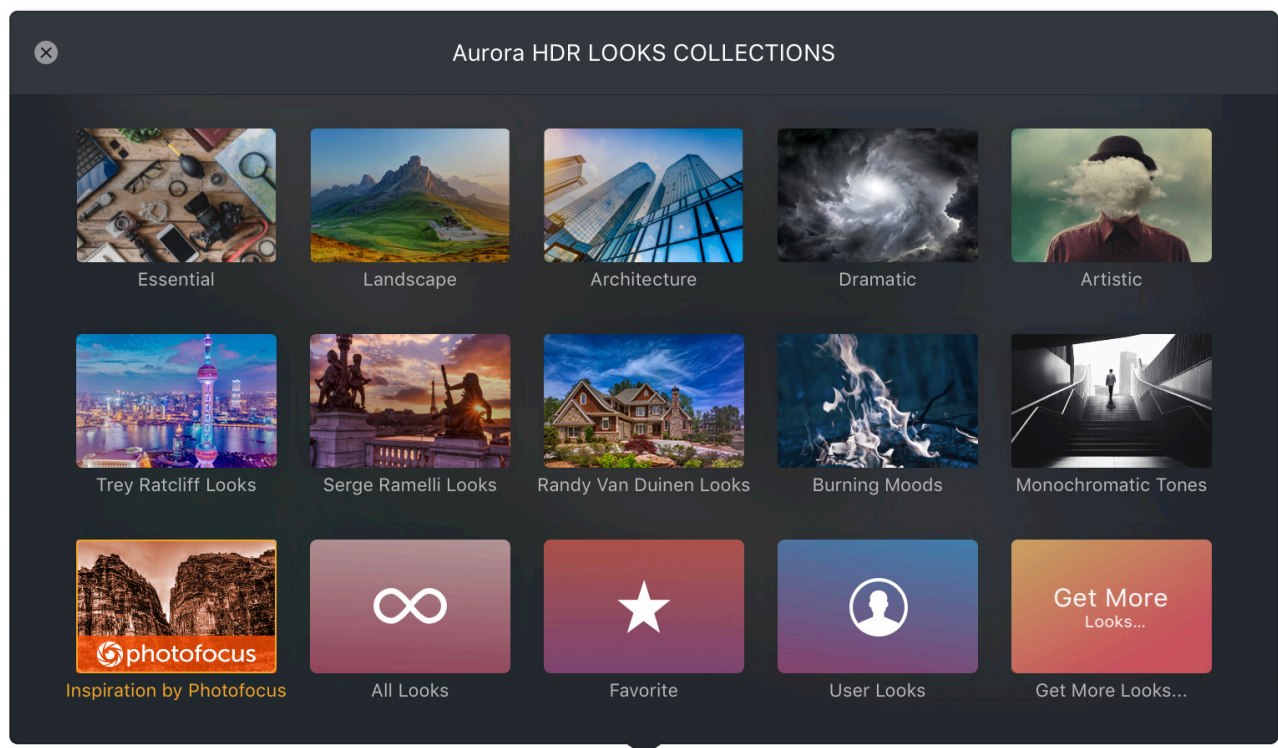 Aurora HDR LOOKS COLLECTIONS
Essential
Landscape
Architecture
Dramatic
Artistic
Trey Ratcliff Looks
Serge Ramelli Looks
Randy Van Duinen Looks
Burning Moods
Monochromatic Tones
photofocus
Get More
Looks...
Inspiration by Photofocus
All Looks
Favorite
User Looks
Get More Looks...